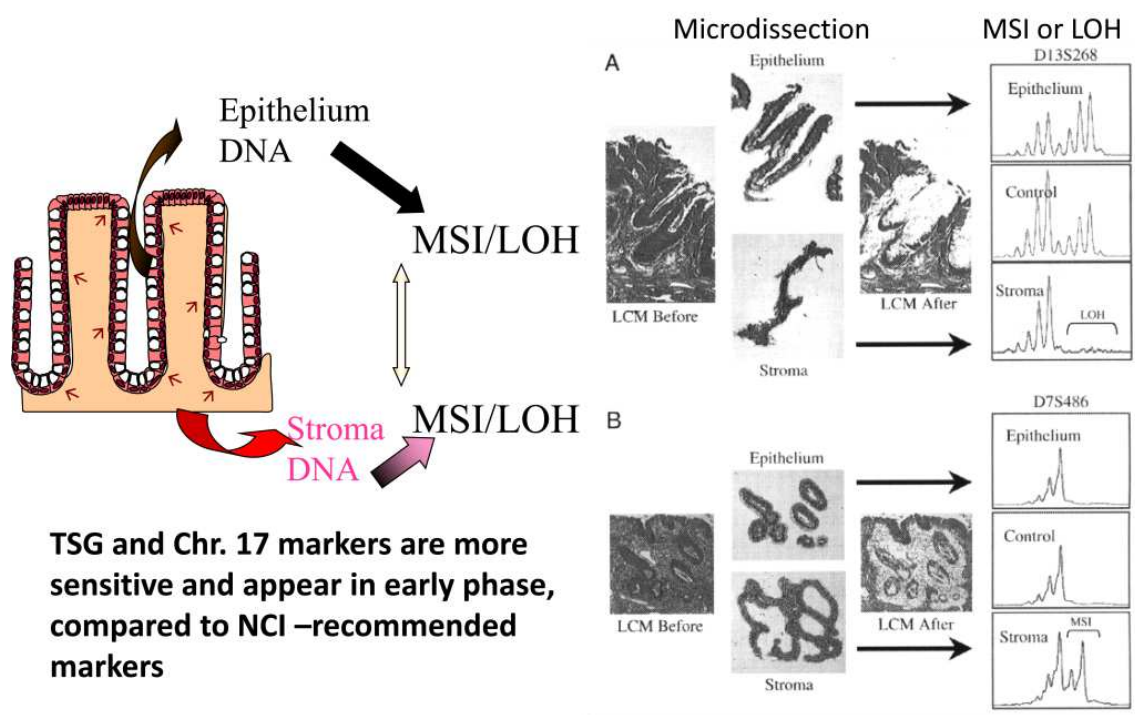 Epithelium
DNA
MSI/LOH
Stroma
DNA
MSI/LOH
TSG and Chr. 17 markers are more
sensitive and appear in early phase,
compared to NCI –recommended
markers
Microdissection
MSI or LOH
A
Epithelium
D13S268
Epithelium
Control
Stroma
LOH
LCM Before
LCM After
Stroma
B
D7S486
Epithelium
Epithelium
Control
LCM Before
LCM After
Stroma
MSI
Stroma